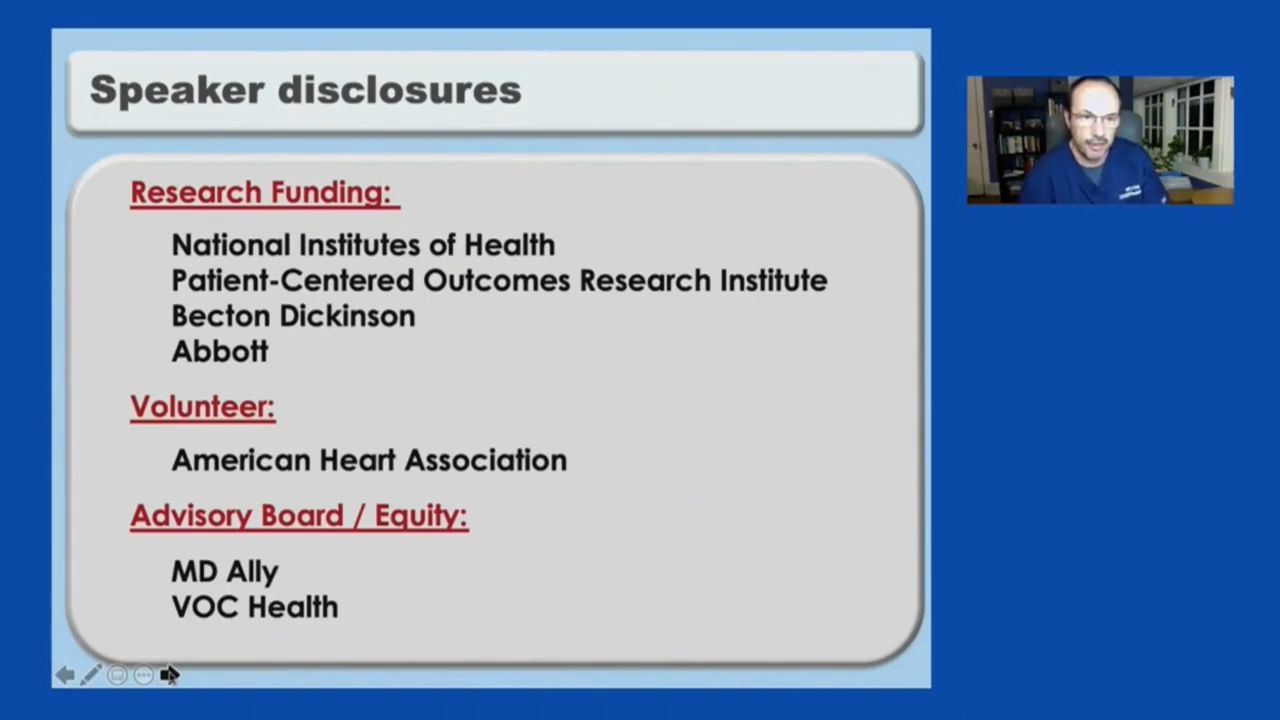 Speaker disclosures
Research Funding:
National Institutes of Health
Patient-Centered Outcomes Research Institute
Becton Dickinson
Abbott
Volunteer:
American Heart Association
Advisory Board / Equity:
MD Ally
VOC Health